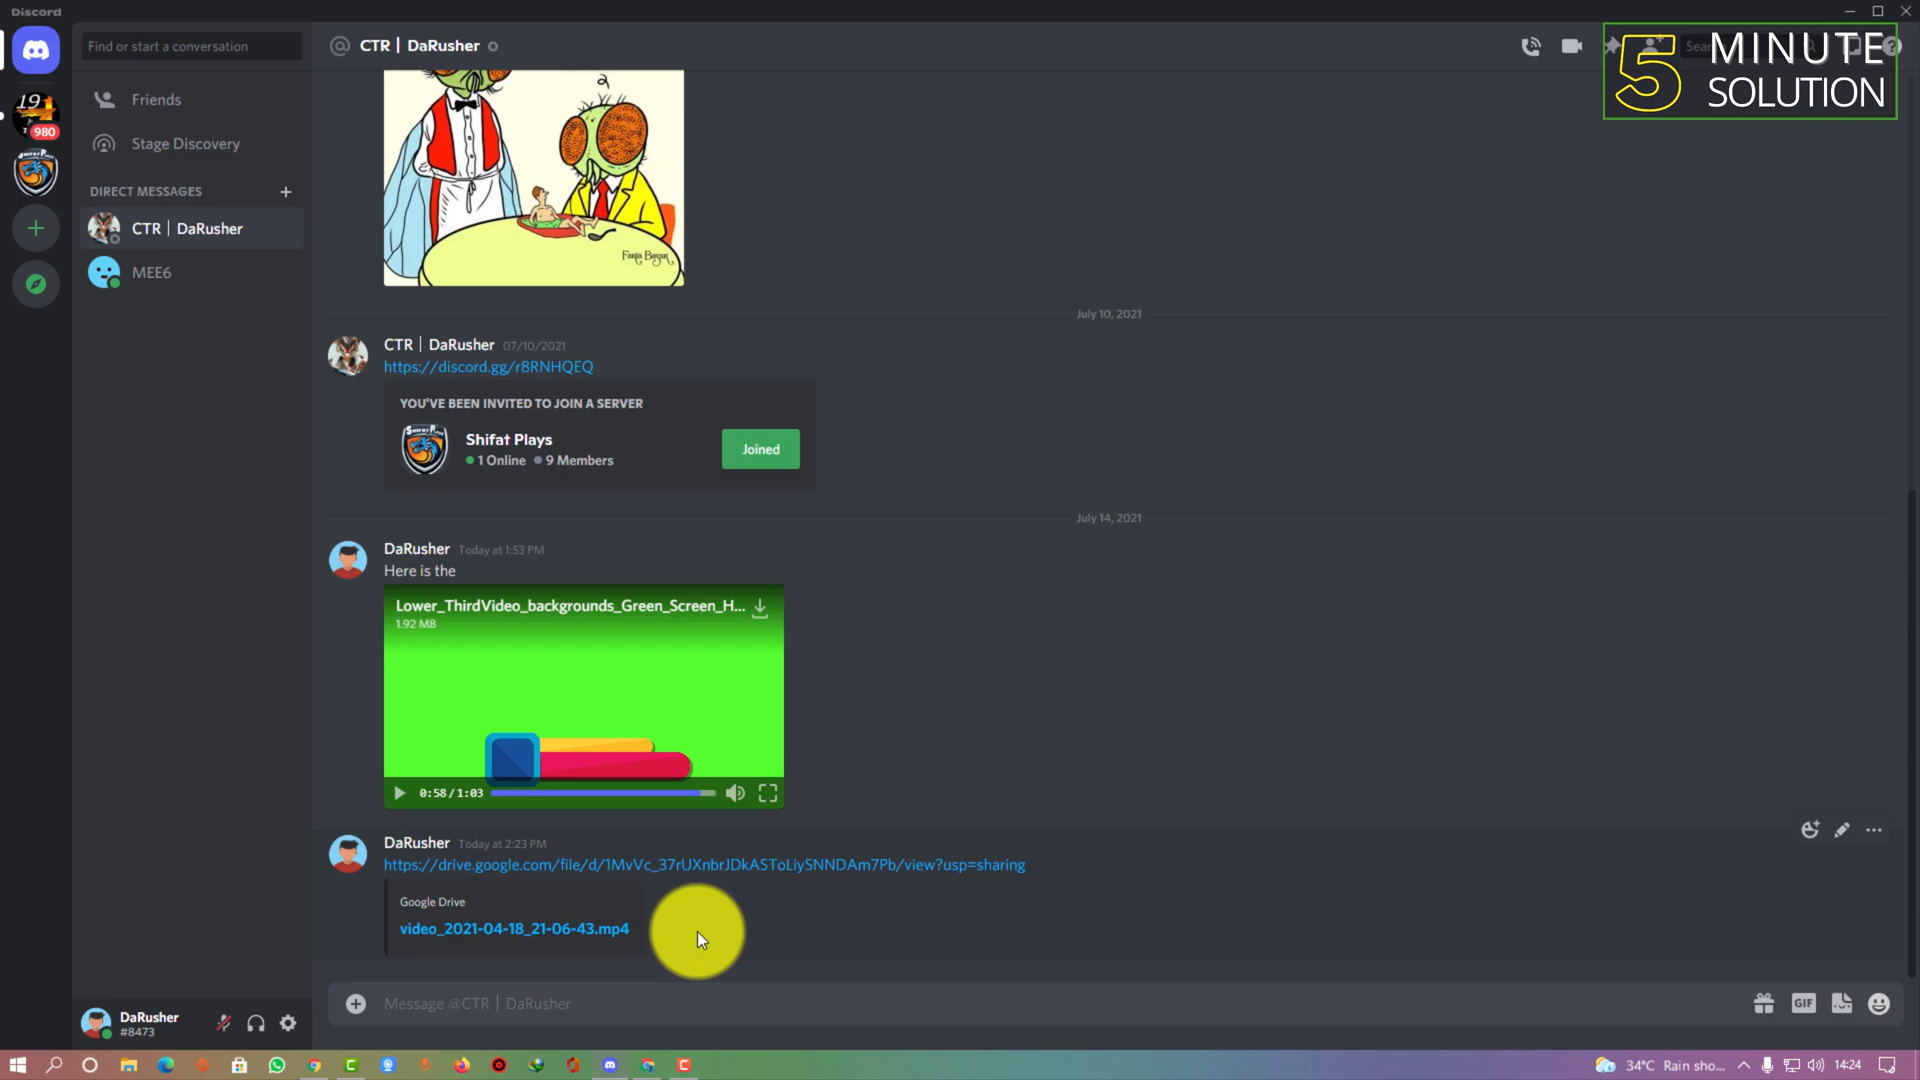 Discord
Find or start a conversation
CTR | DaRusher
5 MINUTE
SOLUTION
19
980
Friends
Stage Discovery
DIRECT MESSAGES
CTR | DaRusher
MEE6
July 10, 2021
CTR | DaRusher 07/10/2021
https://discord.gg/r8RNHQEQ
YOU'VE BEEN INVITED TO JOIN A SERVER
Shifat Plays
1 Online 9 Members
Joined
July 14, 2021
DaRusher Today at 1:53 PM
Here is the
Lower_ThirdVideo_backgrounds_Green_Screen_H...
1.92 MB
0:58/1:03
DaRusher Today at 2:23 PM
https://drive.google.com/file/d/1MvVc_37rUXnbrJDkASToLiySNNDAm7Pb/view?usp=sharing
Google Drive
video_2021-04-18_21-06-43.mp4
Message @CTR | DaRusher
GIF
DaRusher
#8473
34°C Rain sho...
14:24